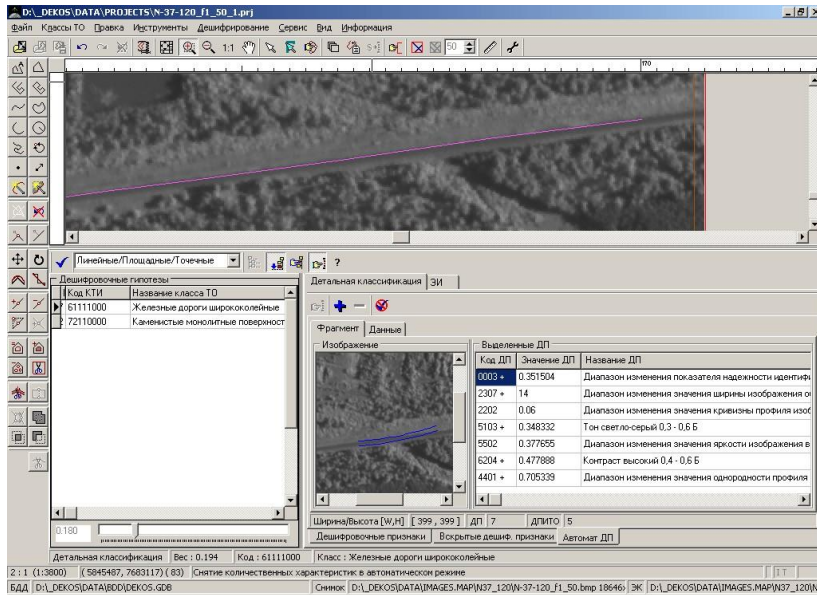 D:\_DEKOS\DATA\PROJECTS\N-37-120_f1_50_1.prj
Файл Классы ТО Правка Инструменты Дешифрирование Сервис Вид Информация
1:1 50
170
Линейные/Площадные/Точечные ?
Дешифровочные гипотезы
Код КТИ Название класса ТО
61111000 Железные дороги ширококолейные
72110000 Каменистые монолитные поверхност
0.180
Детальная классификация ЗИ
Фрагмент Данные
Изображение
Выделенные ДП
Код ДП Значение ДП Название ДП
0003 + 0.351504 Диапазон изменения показателя надежности идентифи
2307 + 14 Диапазон изменения значения ширины изображения
2202 0.06 Диапазон изменения значения кривизны профиля изоб
5103 + 0.348332 Тон светло-серый 0,3 - 0,6 Б
5502 0.377655 Диапазон изменения значения яркости изображения в
6204 + 0.477888 Контраст высокий 0,4 - 0,6 Б
4401 + 0.705339 Диапазон изменения значения однородности профиля
Ширина/Высота [W,H] [ 399 , 399 ] ДП 7 ДПИТО 5
Дешифровочные признаки Вскрытые дешиф. признаки Автомат ДП
Детальная классификация Вес : 0.194 Код : 61111000 Класс : Железные дороги ширококолейные
2 : 1 (1:3800) ( 5845487, 7683117) ( 83) Снятие количественных характеристик в автоматическом режиме
БДД D:\_DEKOS\DATA\BDD\DEKOS.GDB Снимок D:\_DEKOS\DATA\IMAGES.MAP\N37_120\N-37-120_f1_50.bmp 18646 ЭК D:\_DEKOS\DATA\IMAGES.MAP\N37_120\N